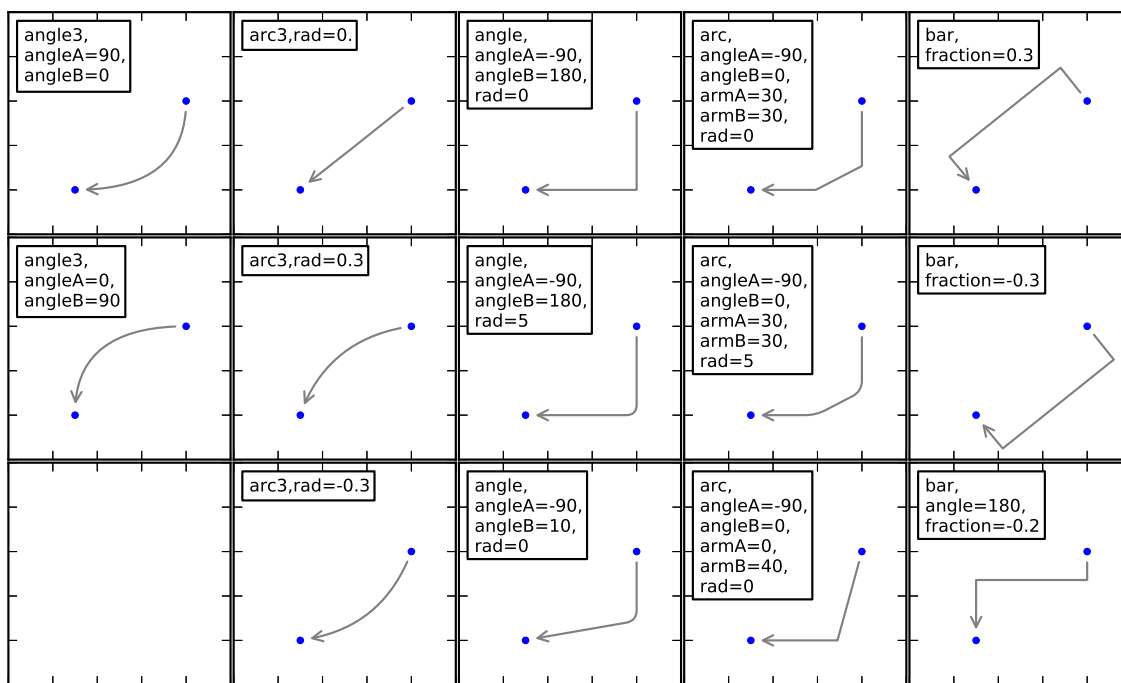 angle3,
angleA=90,
angleB=0
arc3,rad=0.
angle,
angleA=-90,
angleB=180,
rad=0
arc,
angleA=-90,
angleB=0,
armA=30,
armB=30,
rad=0
bar,
fraction=0.3
angle3,
angleA=0,
angleB=90
arc3,rad=0.3
angle,
angleA=-90,
angleB=180,
rad=5
arc,
angleA=-90,
angleB=0,
armA=30,
armB=30,
rad=5
bar,
fraction=-0.3
arc3,rad=-0.3
angle,
angleA=-90,
angleB=10,
rad=0
arc,
angleA=-90,
angleB=0,
armA=0,
armB=40,
rad=0
bar,
angle=180,
fraction=-0.2